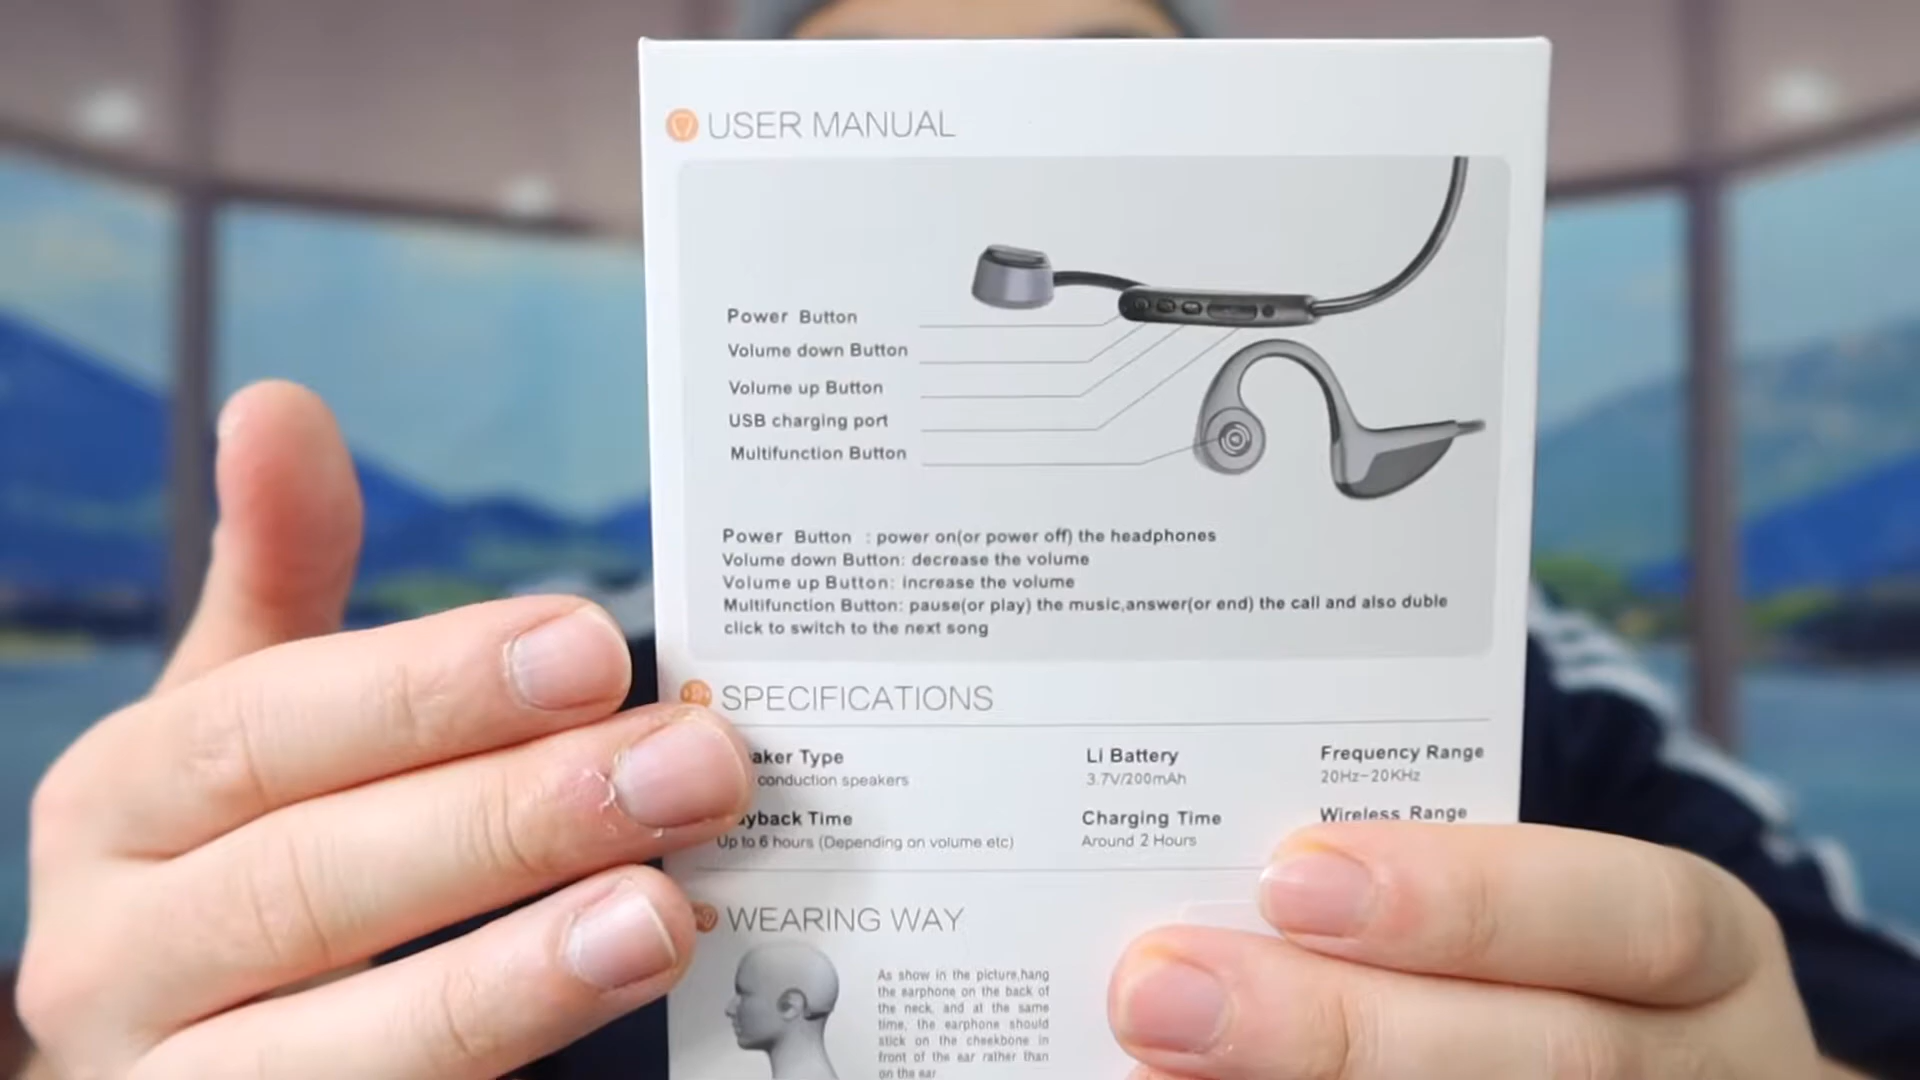 USER MANUAL
Power Button
Volume down Button
Volume up Button
USB charging port
Multifunction Button
Power Button : power on(or power off) the headphones
Volume down Button: decrease the volume
Volume up Button: increase the volume
Multifunction Button: pause(or play) the music,answer(or end) the call and also duble
click to switch to the next song
SPECIFICATIONS
aker Type
conduction speakers
Li Battery
3.7V/200mAh
Frequency Range
20Hz-20KHz
yback Time
Up to 6 hours (Depending on volume etc)
Charging Time
Around 2 Hours
Wireless Range
WEARING WAY
As show in the picture,hang
the earphone on the back of
the neck, and at the same
time, the earphone should
stick on the cheekbone in
front of the ear rather than
on the ear